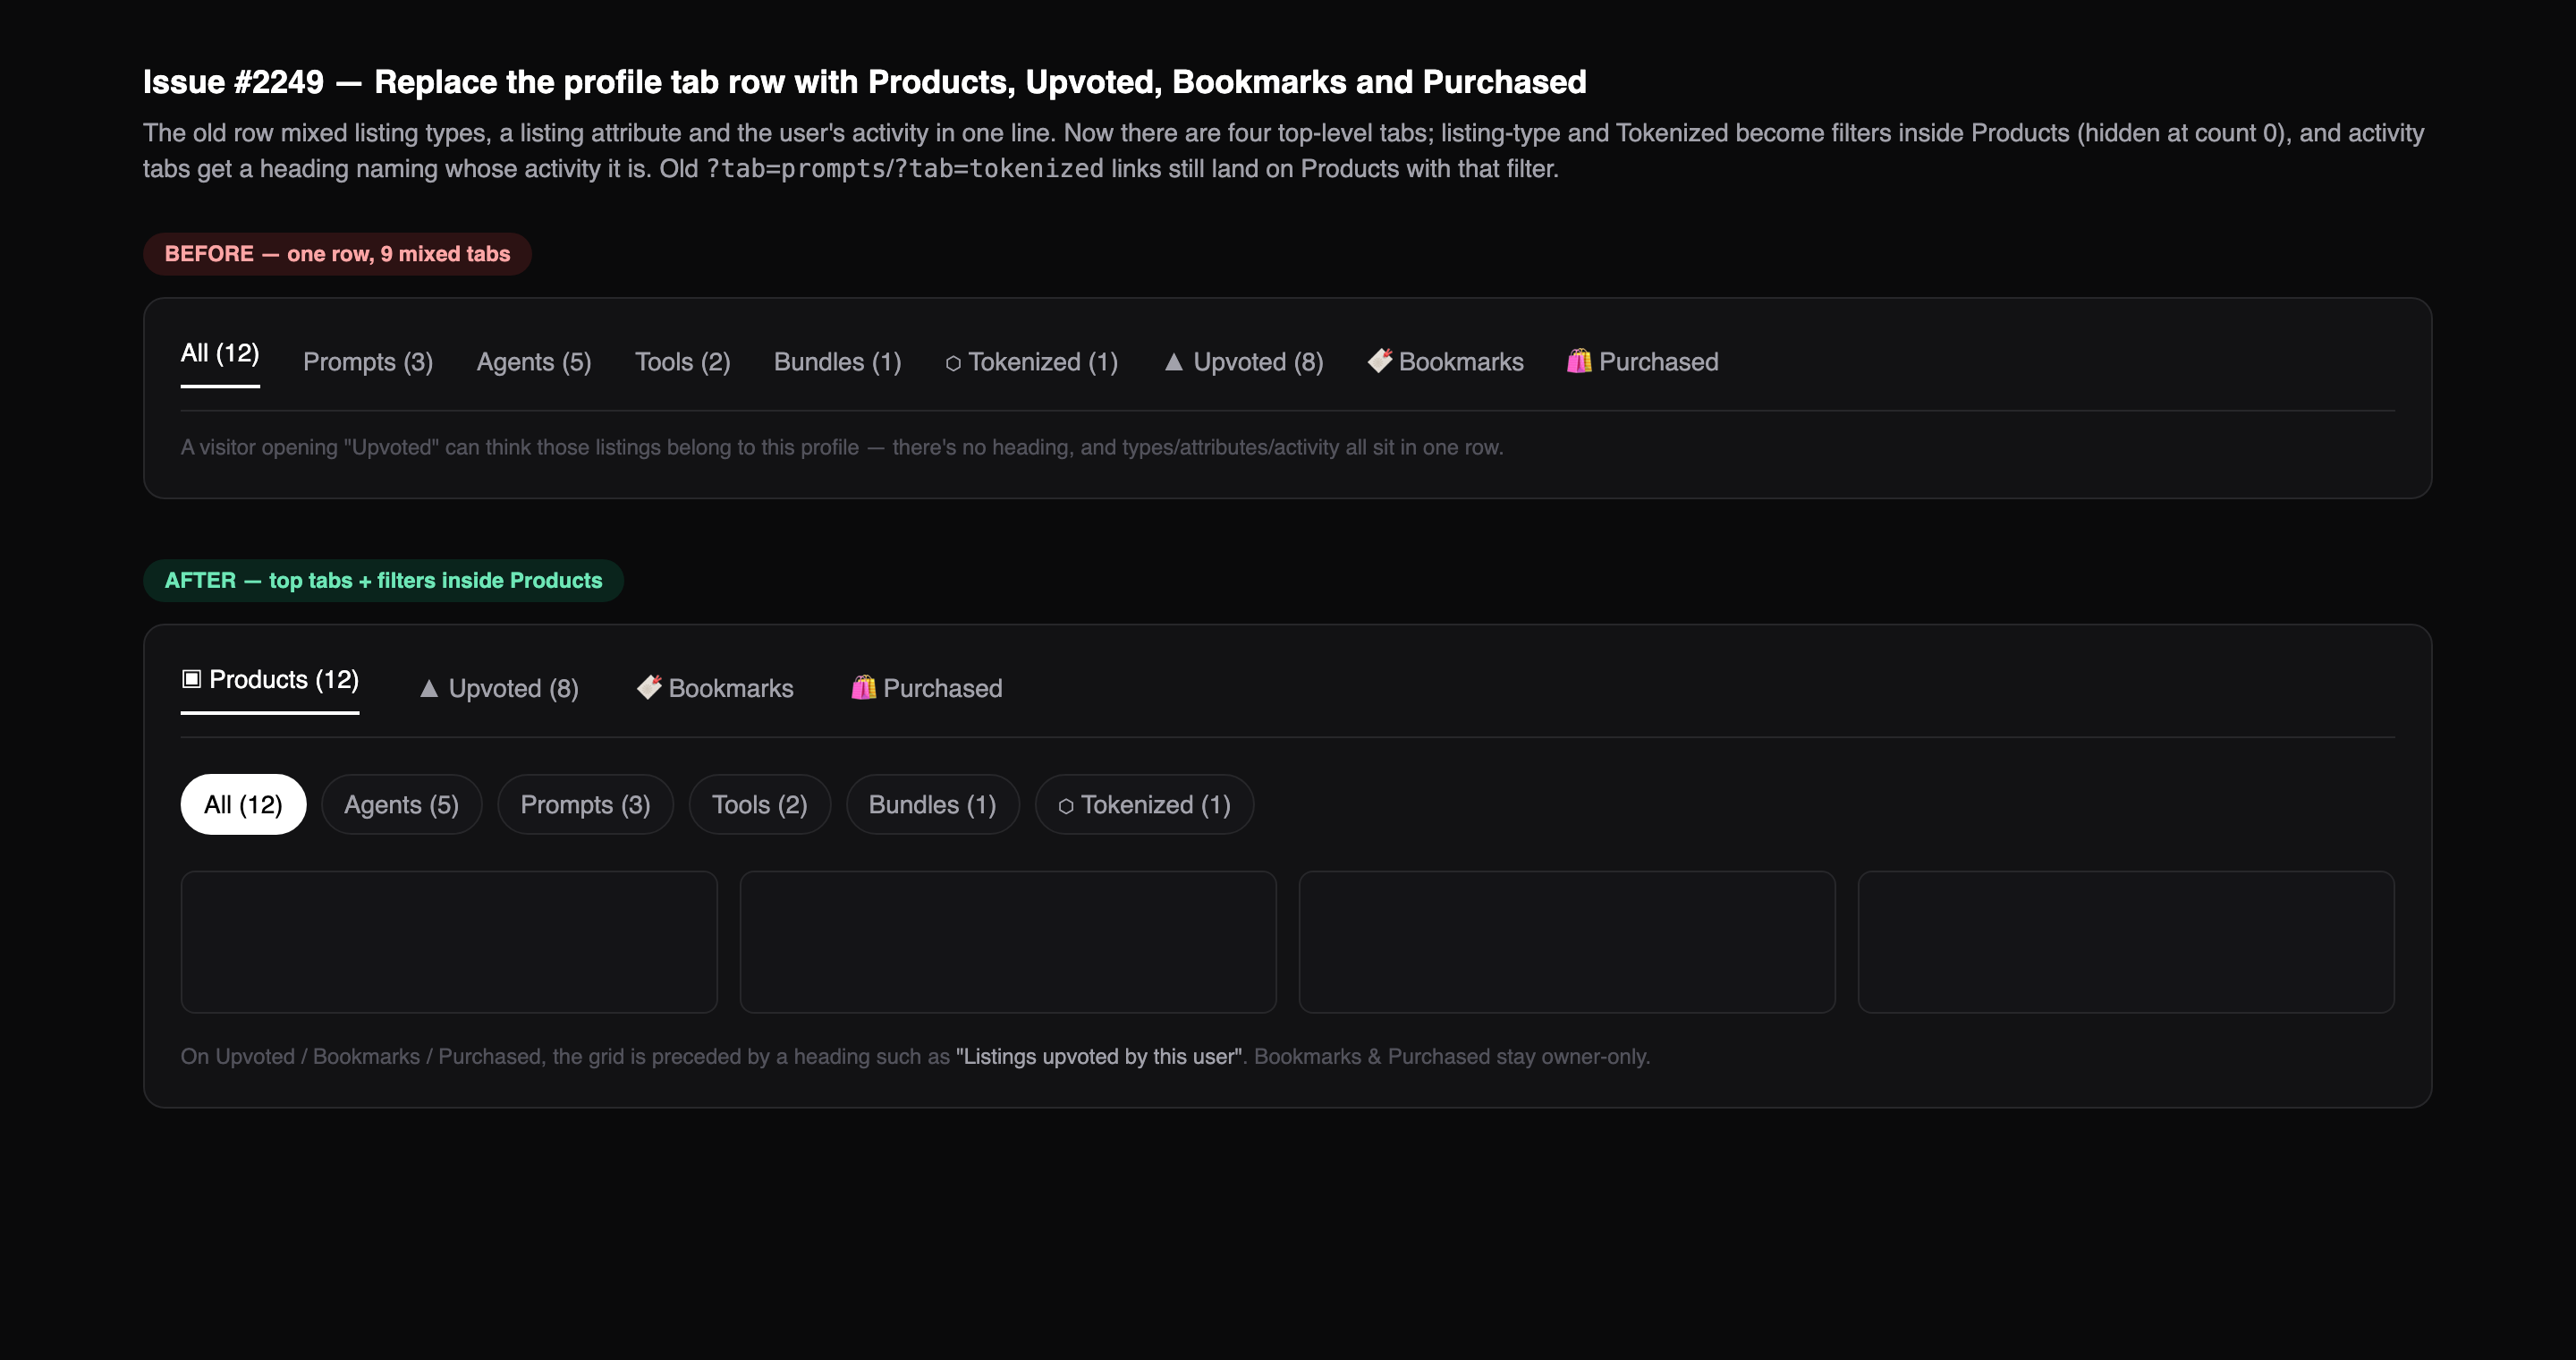 Issue #2249 — Replace the profile tab row with Products, Upvoted, Bookmarks and Purchased
The old row mixed listing types, a listing attribute and the user's activity in one line. Now there are four top-level tabs; listing-type and Tokenized become filters inside Products (hidden at count 0), and activity
tabs get a heading naming whose activity it is. Old ?tab=prompts/?tab=tokenized links still land on Products with that filter.
BEFORE — one row, 9 mixed tabs
All (12) Prompts (3) Agents (5) Tools (2) Bundles (1) ⬡ Tokenized (1) ▲ Upvoted (8) 🔖 Bookmarks 🛍️ Purchased
A visitor opening "Upvoted" can think those listings belong to this profile — there's no heading, and types/attributes/activity all sit in one row.
AFTER — top tabs + filters inside Products
▣ Products (12) ▲ Upvoted (8) 🔖 Bookmarks 🛍️ Purchased
All (12) Agents (5) Prompts (3) Tools (2) Bundles (1) ⬡ Tokenized (1)
On Upvoted / Bookmarks / Purchased, the grid is preceded by a heading such as "Listings upvoted by this user". Bookmarks & Purchased stay owner-only.